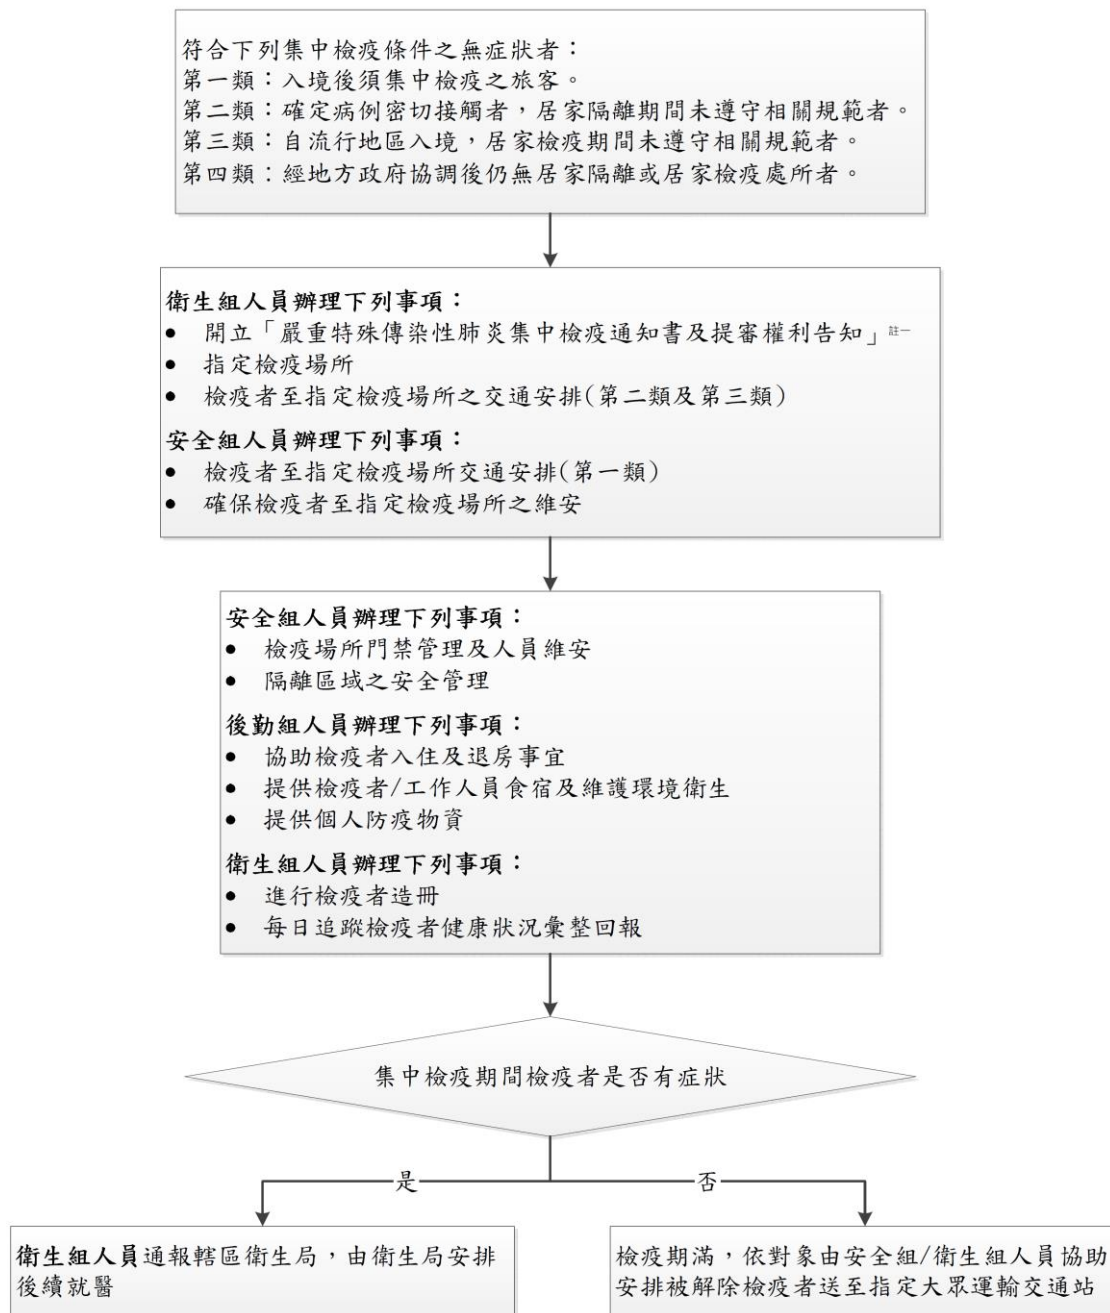 符合下列集中檢疫條件之無症狀者：
第一類：入境後須集中檢疫之旅客。
第二類：確定病例密切接觸者，居家隔離期間未遵守相關規範者。
第三類：自流行地區入境，居家檢疫期間未遵守相關規範者。
第四類：經地方政府協調後仍無居家隔離或居家檢疫處所者。
衛生組人員辦理下列事項：
● 開立「嚴重特殊傳染性肺炎集中檢疫通知書及提審權利告知」註一
● 指定檢疫場所
● 檢疫者至指定檢疫場所之交通安排(第二類及第三類)
安全組人員辦理下列事項：
● 檢疫者至指定檢疫場所交通安排(第一類)
● 確保檢疫者至指定檢疫場所之維安
安全組人員辦理下列事項：
● 檢疫場所門禁管理及人員維安
● 隔離區域之安全管理
後勤組人員辦理下列事項：
● 協助檢疫者入住及退房事宜
● 提供檢疫者/工作人員食宿及維護環境衛生
● 提供個人防疫物資
衛生組人員辦理下列事項：
● 進行檢疫者造冊
● 每日追蹤檢疫者健康狀況彙整回報
集中檢疫期間檢疫者是否有症狀
是
否
衛生組人員通報轄區衛生局，由衛生局安排
後續就醫
檢疫期滿，依對象由安全組/衛生組人員協助
安排被解除檢疫者送至指定大眾運輸交通站